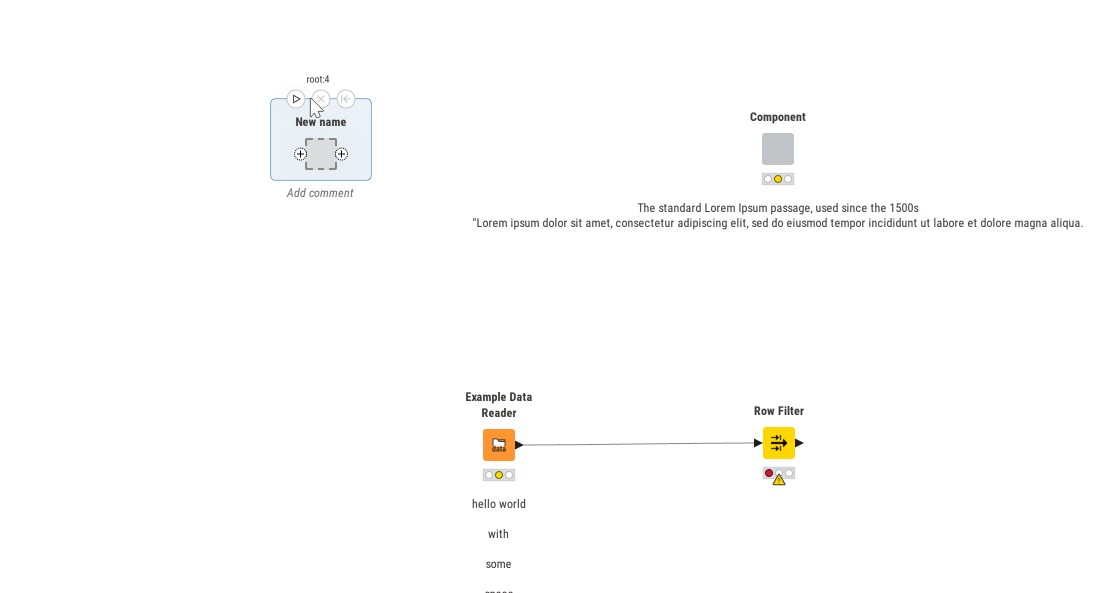 root:4
New name
Add comment
Component
The standard Lorem Ipsum passage, used since the 1500s
"Lorem ipsum dolor sit amet, consectetur adipiscing elit, sed do eiusmod tempor incididunt ut labore et dolore magna aliqua.
Example Data
Reader
data
hello world
with
some
Row Filter